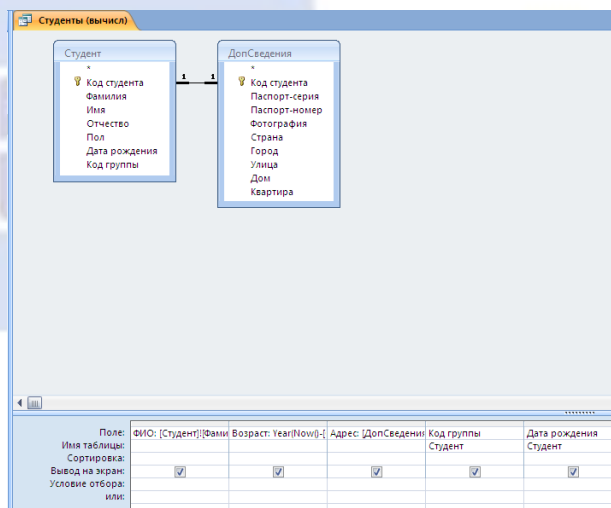 Студенты (вычисл)
Студент
*
Код студента
Фамилия
Имя
Отчество
Пол
Дата рождения
Код группы
1 1
ДопСведения
*
Код студента
Паспорт-серия
Паспорт-номер
Фотография
Страна
Город
Улица
Дом
Квартира
Поле: ФИО: [Студент]![Фами Возраст: Year(Now()-[ Адрес: [ДопСведения Код группы Дата рождения
Имя таблицы: Студент Студент
Сортировка:
Вывод на экран:
Условие отбора:
или: